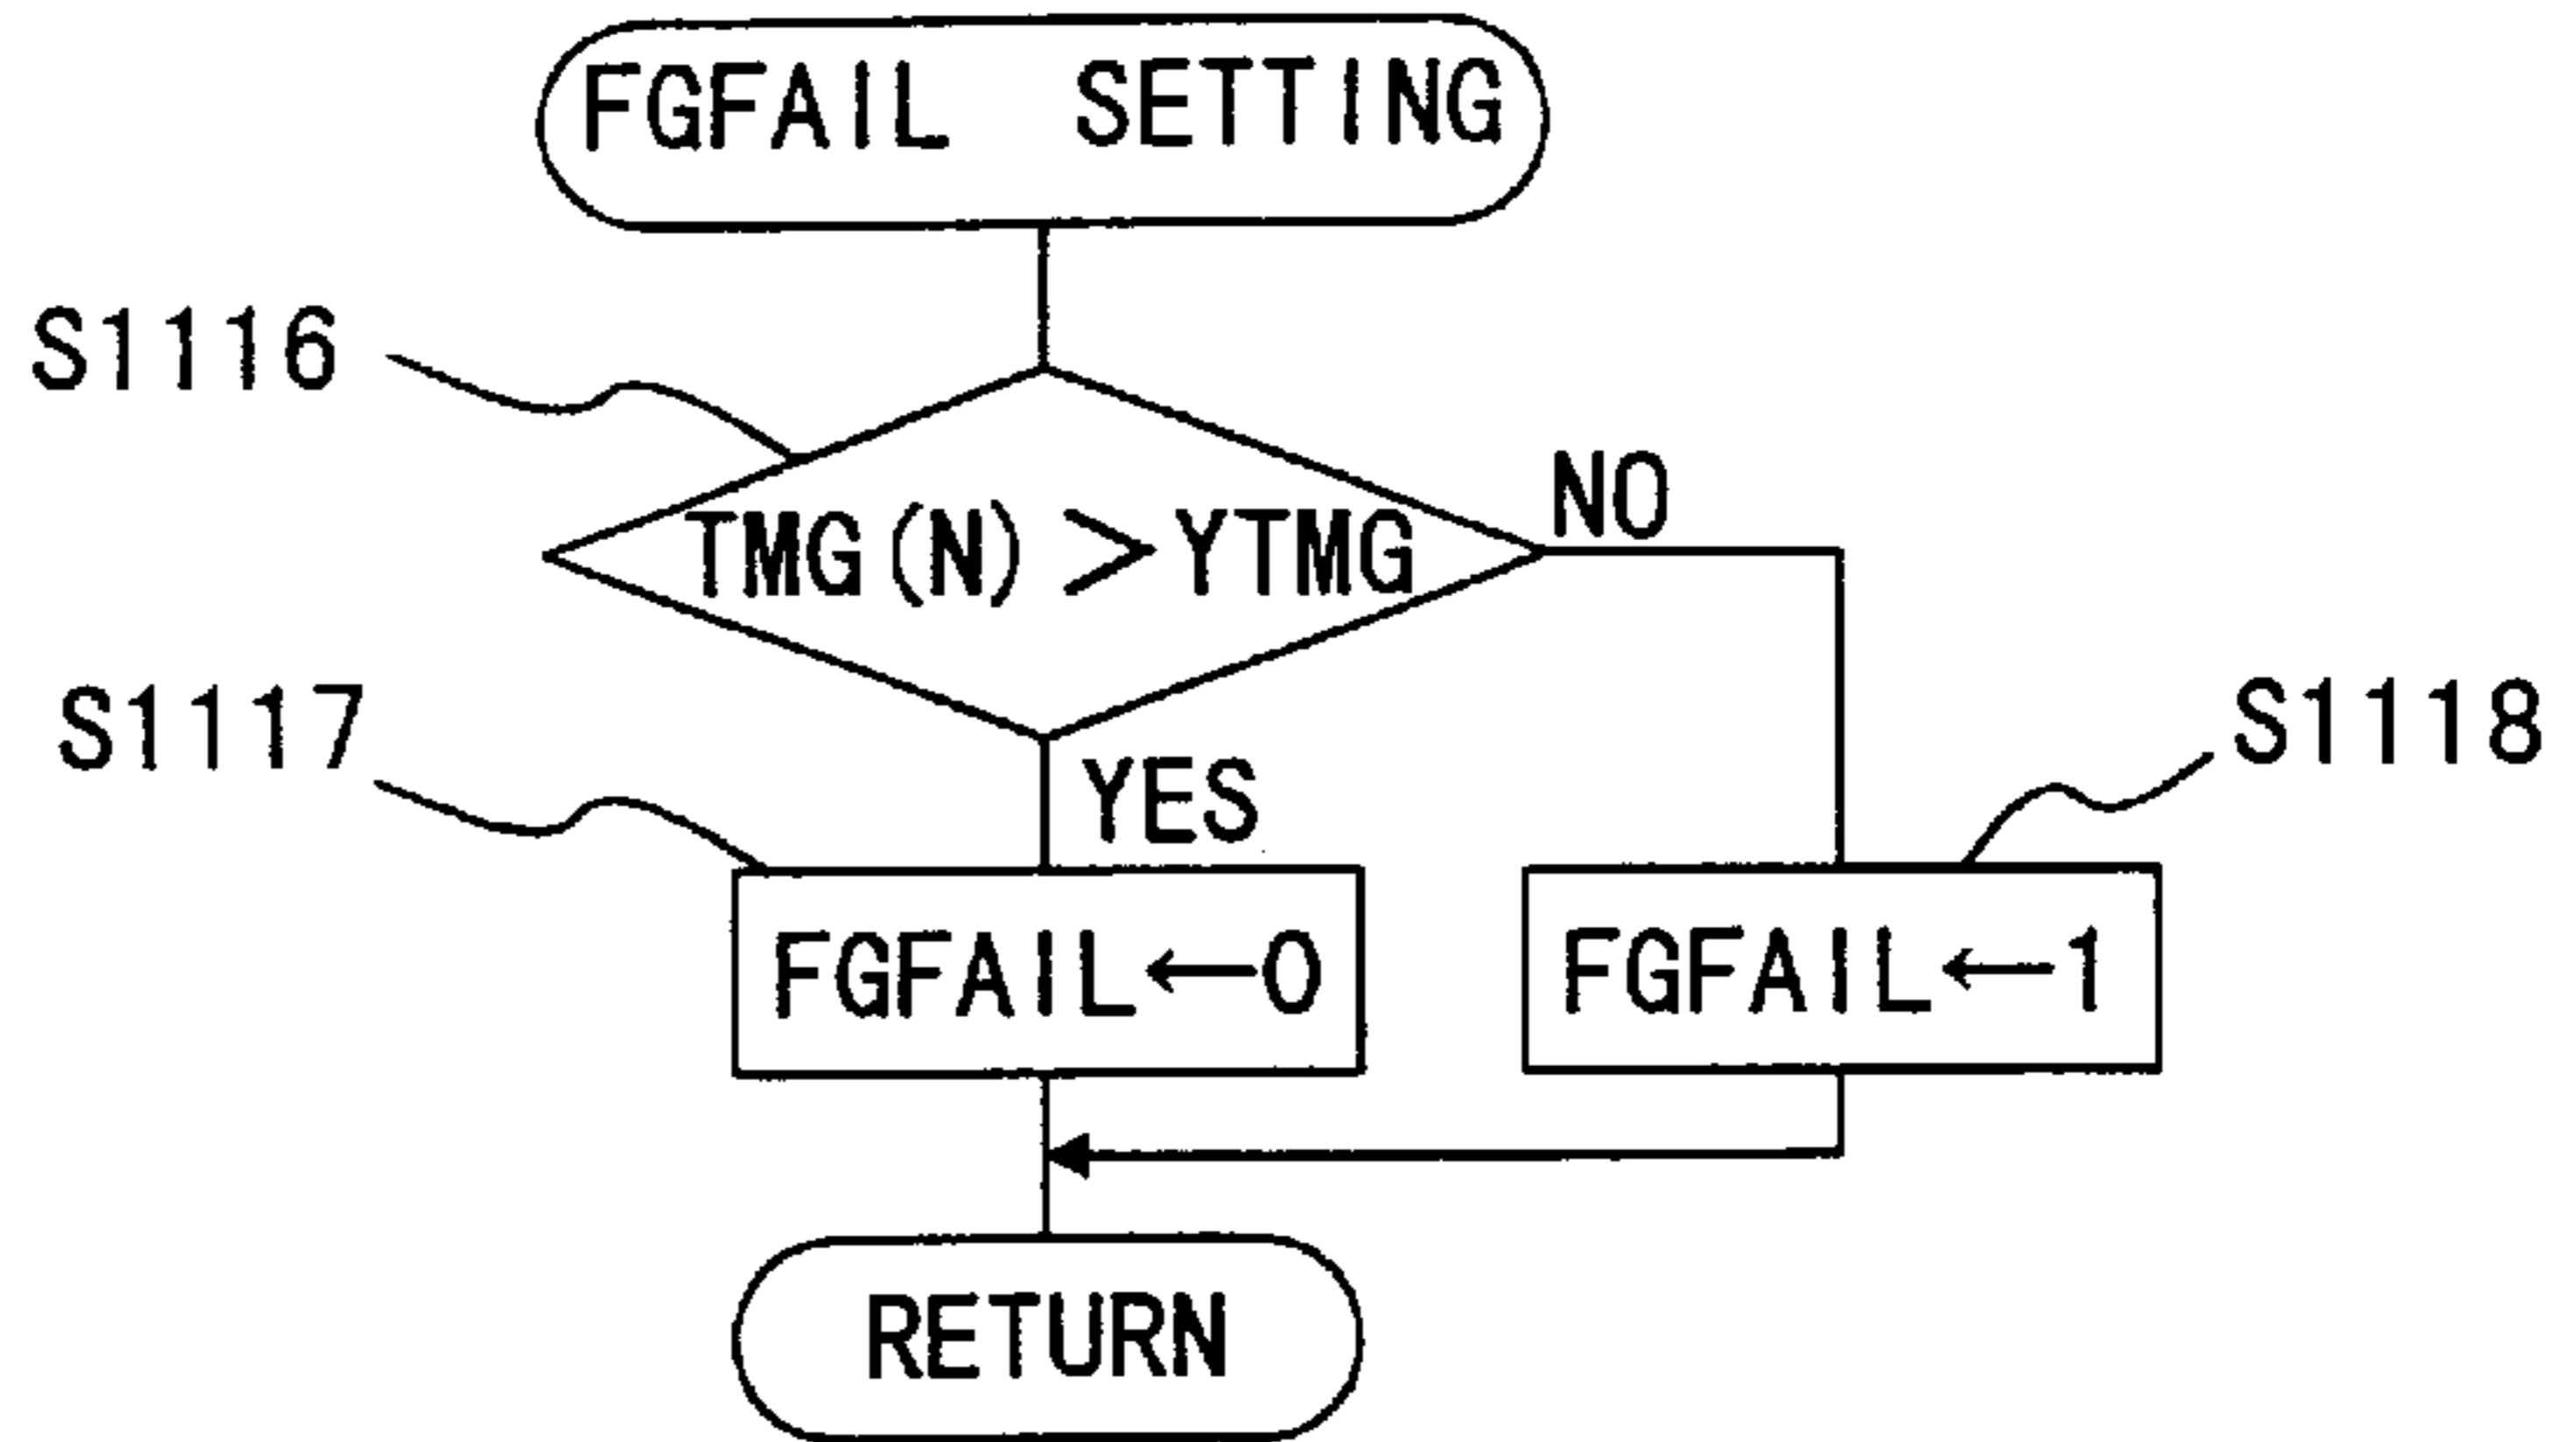 FGFAIL SETTING
S1116
TMG(N)>YTMG
NO
S1117
YES
S1118
FGFAIL←0
FGFAIL←1
RETURN